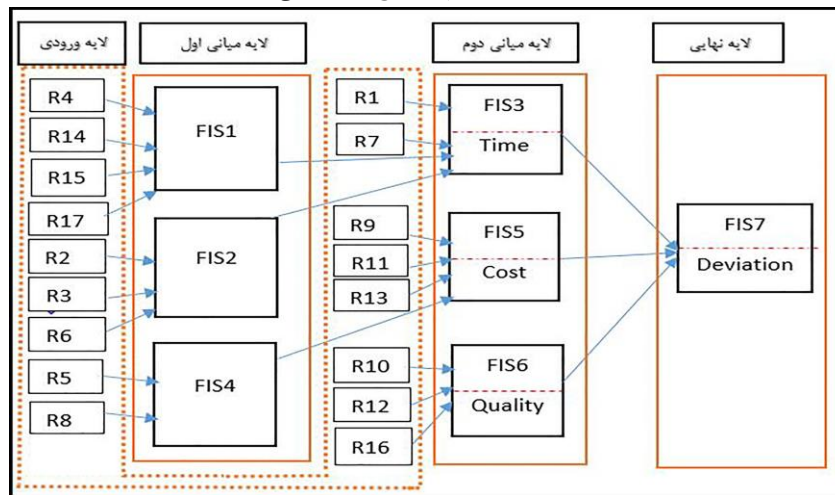 لایه ورودی
لایه میانی اول
لایه میانی دوم
لایه نهایی
R4
R14
R15
R17
R2
R3
R6
R5
R8
FIS1
FIS2
FIS4
R1
R7
R9
R11
R13
R10
R12
R16
FIS3
Time
FIS5
Cost
FIS6
Quality
FIS7
Deviation